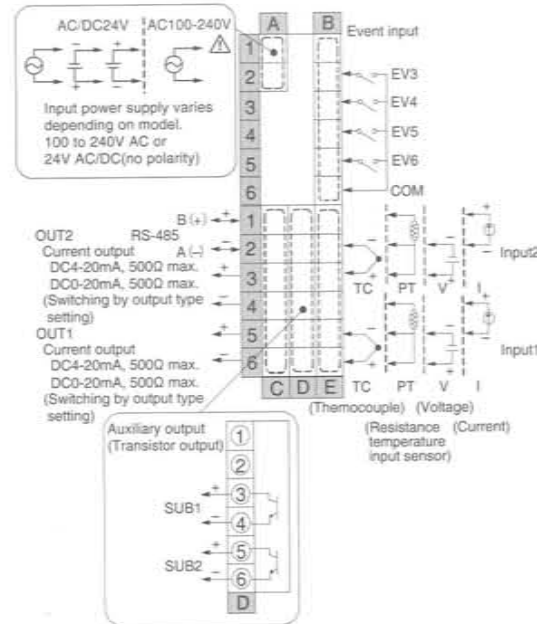 AC/DC24V
AC100-240V
Input power supply varies
depending on model.
100 to 240V AC or
24V AC/DC(no polarity)
A
B
Event input
1
2
3
4
5
6
EV3
EV4
EV5
EV6
COM
1
2
3
4
5
6
B(+)
OUT2 RS-485
Current output A(−)
DC4-20mA, 500Ω max.
DC0-20mA, 500Ω max.
(Switching by output type
setting)
OUT1
Current output
DC4-20mA, 500Ω max.
DC0-20mA, 500Ω max.
(Switching by output type
setting)
TC PT V I
Input2
Input1
C D E
TC PT V I
(Themocouple) (Voltage)
(Resistance (Current)
temperature
input sensor)
Auxiliary output
(Transistor output)
1
2
3
4
5
6
SUB1
SUB2
D